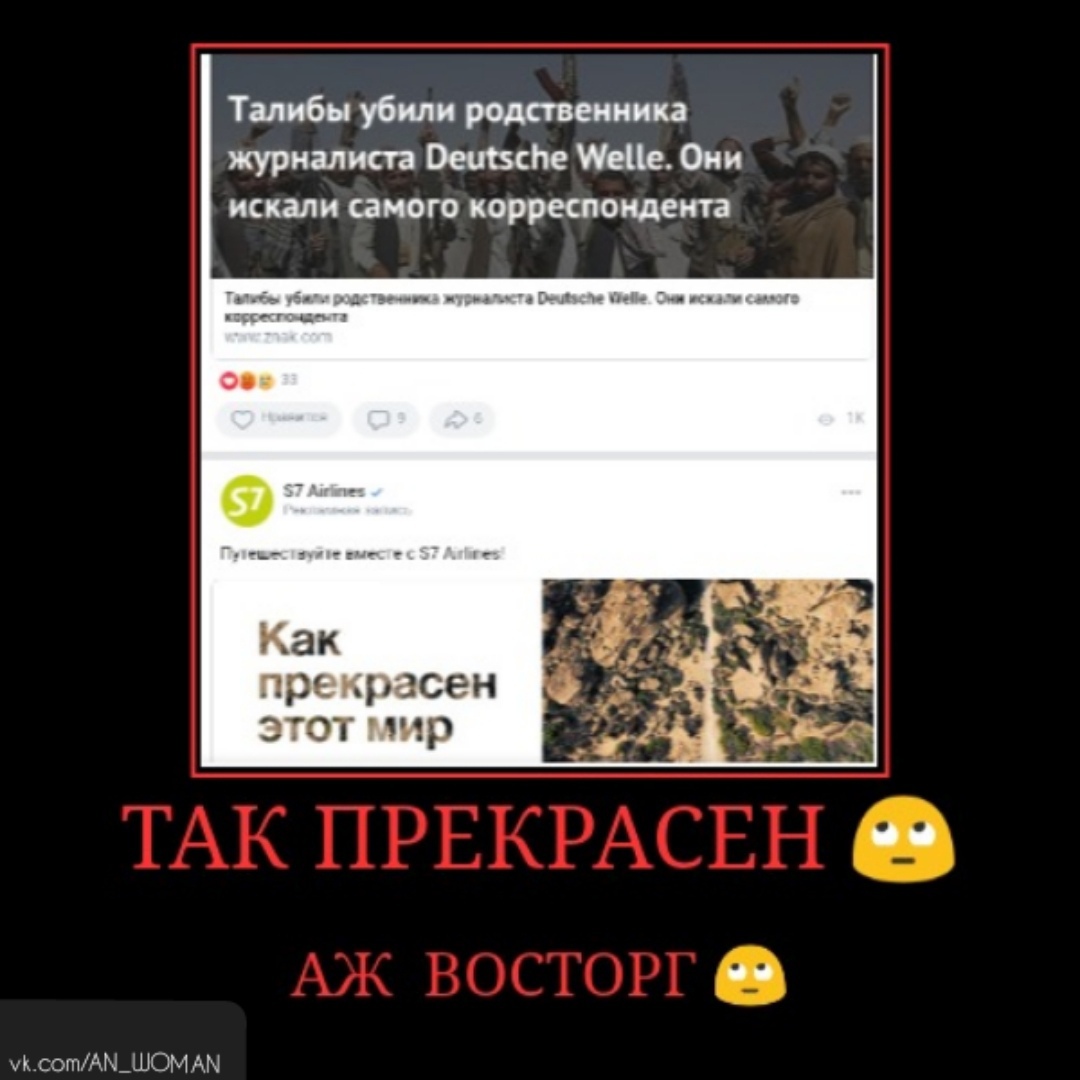 Талибы убили родственника
журналиста Deutsche Welle. Они
искали самого корреспондента
Талибы убили родственника журналиста Deutsche Welle. Они искали самого
корреспондента
www.znak.com
33
Нравится
9
6
1K
S7
S7 Airlines
Рекламная запись
Путешествуйте вместе с S7 Airlines!
Как
прекрасен
этот мир
ТАК ПРЕКРАСЕН 🙄
АЖ ВОСТОРГ 🙄
vk.com/AN_WOMAN